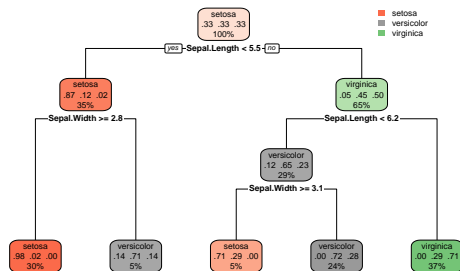 setosa
.33 .33 .33
100%
setosa
versicolor
virginica
yes Sepal.Length < 5.5 no
setosa
.87 .12 .02
35%
virginica
.05 .45 .50
65%
Sepal.Width >= 2.8
Sepal.Length < 6.2
versicolor
.12 .65 .23
29%
Sepal.Width >= 3.1
setosa
.98 .02 .00
30%
versicolor
.14 .71 .14
5%
setosa
.71 .29 .00
5%
versicolor
.00 .72 .28
24%
virginica
.00 .29 .71
37%